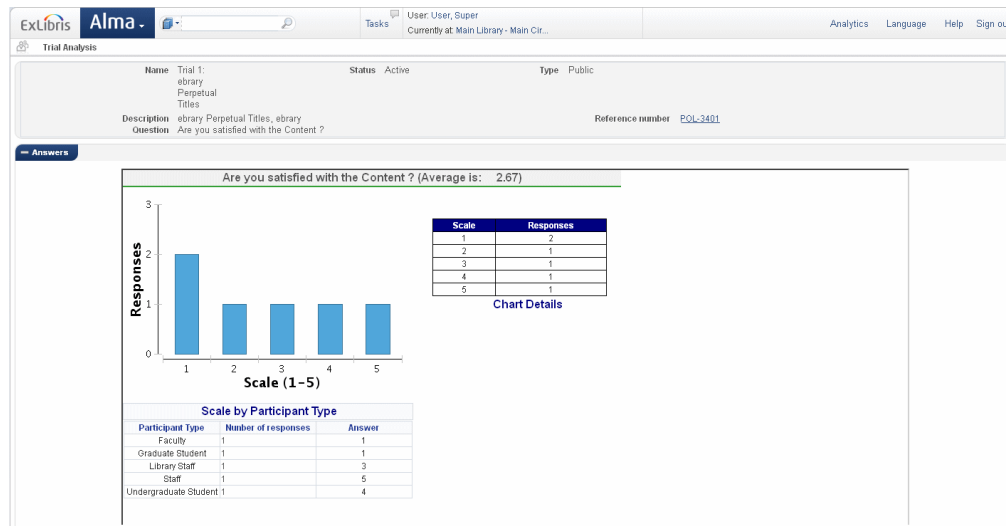 ExLibris Alma Tasks User: User, Super Analytics Language Help Sign ou
Currently at: Main Library - Main Cir...
Trial Analysis
Name Trial 1: Status Active Type Public
ebrary
Perpetual
Titles
Description ebrary Perpetual Titles, ebrary Reference number POL-3401
Question Are you satisfied with the Content ?
Answers
Are you satisfied with the Content ? (Average is: 2.67)
3
2
1
0
Responses
1 2 3 4 5
Scale (1-5)
Scale Responses
1 2
2 1
3 1
4 1
5 1
Chart Details
Scale by Participant Type
Participant Type Nunber of responses Answer
Faculty 1 1
Graduate Student 1 1
Library Staff 1 3
Staff 1 5
Undergraduate Student 1 4